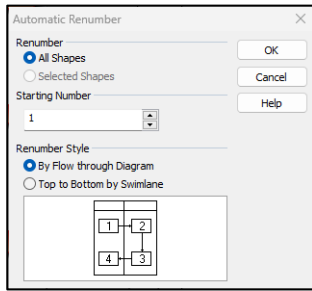 Automatic Renumber
Renumber
All Shapes
Selected Shapes
OK
Cancel
Help
Starting Number
1
Renumber Style
By Flow through Diagram
Top to Bottom by Swimlane
1 2
4 3